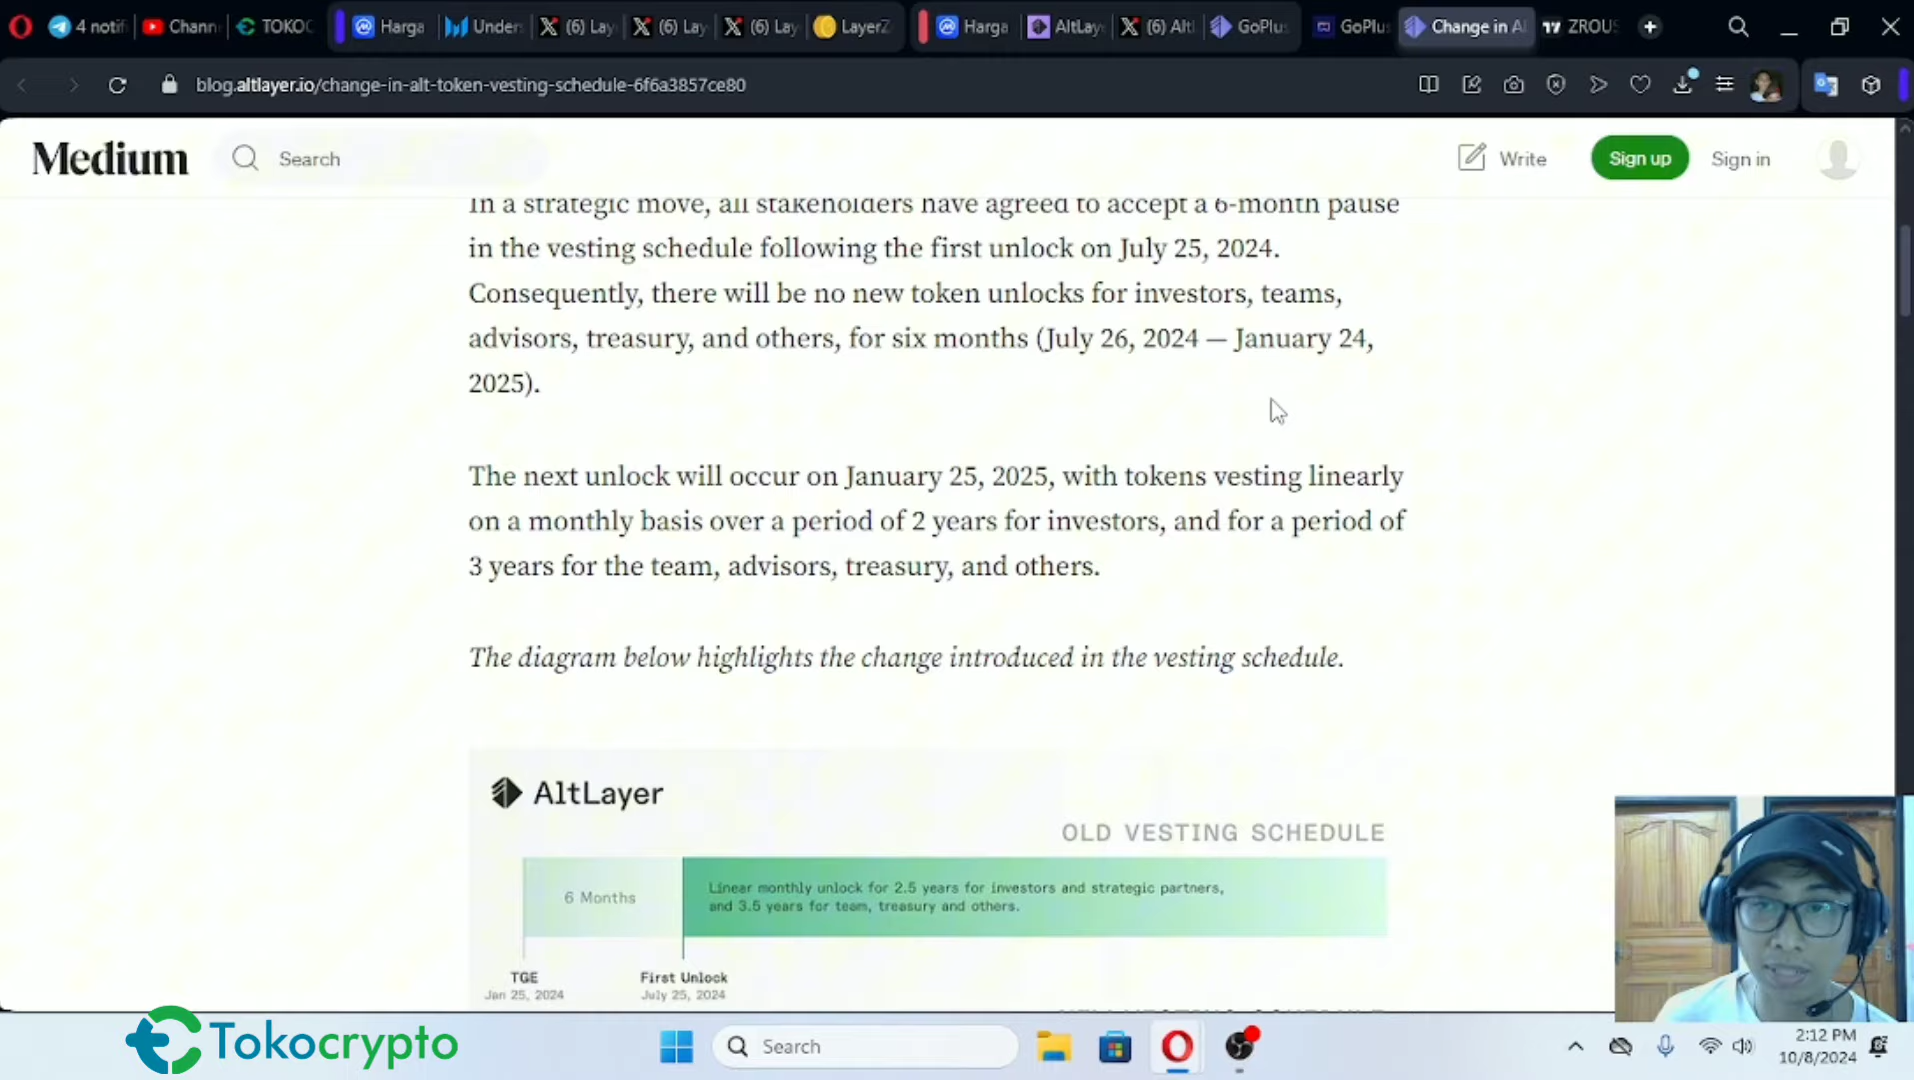 4 notif
Chann
TOKOC
Harga
Under
(6) Lay
(6) Lay
(6) Lay
LayerZ
Harga
AltLay
(6) Alt
GoPlus
GoPlus
Change in Al
ZROUS
blog.altlayer.io/change-in-alt-token-vesting-schedule-6f6a3857ce80
Medium
Search
Write
Sign up
Sign in
In a strategic move, all stakeholders have agreed to accept a 6-month pause
in the vesting schedule following the first unlock on July 25, 2024.
Consequently, there will be no new token unlocks for investors, teams,
advisors, treasury, and others, for six months (July 26, 2024 — January 24,
2025).
The next unlock will occur on January 25, 2025, with tokens vesting linearly
on a monthly basis over a period of 2 years for investors, and for a period of
3 years for the team, advisors, treasury, and others.
The diagram below highlights the change introduced in the vesting schedule.
AltLayer
OLD VESTING SCHEDULE
6 Months
Linear monthly unlock for 2.5 years for investors and strategic partners,
and 3.5 years for team, treasury and others.
TGE
Jan 25, 2024
First Unlock
July 25, 2024
Tokocrypto
Search
2:12 PM
10/8/2024